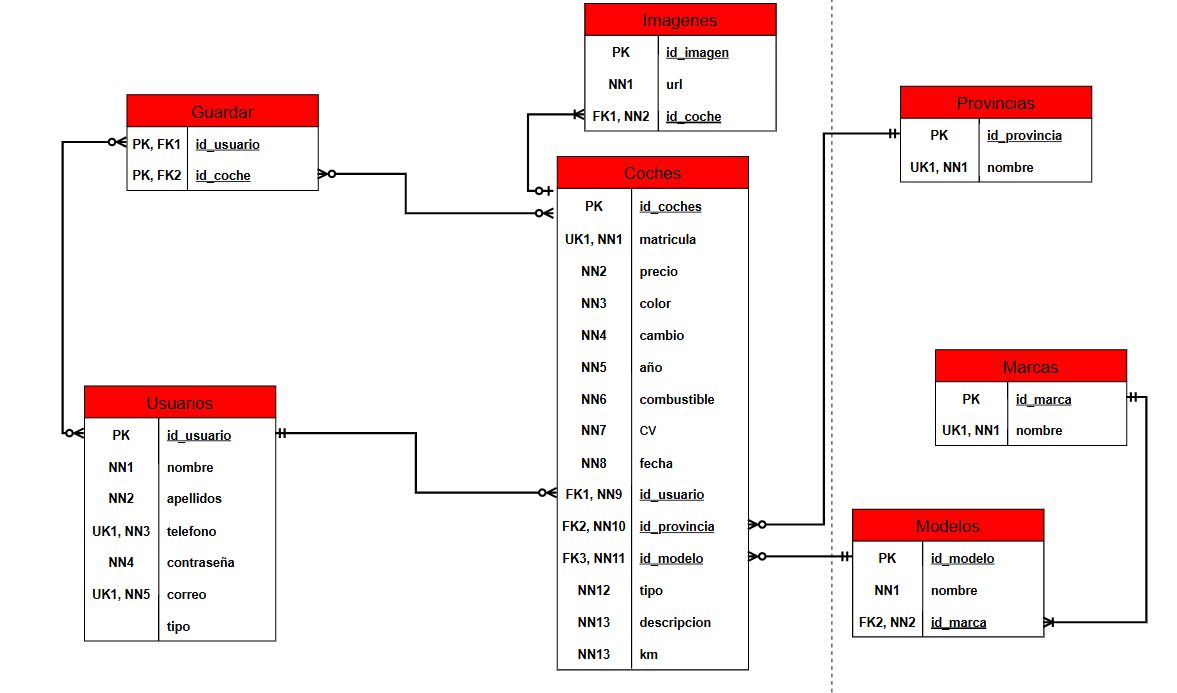 Imagenes
PK id_imagen
NN1 url
FK1, NN2 id_coche
Guardar
PK, FK1 id_usuario
PK, FK2 id_coche
Provincias
PK id_provincia
UK1, NN1 nombre
Coches
PK id_coches
UK1, NN1 matricula
NN2 precio
NN3 color
NN4 cambio
NN5 año
NN6 combustible
NN7 CV
NN8 fecha
FK1, NN9 id_usuario
FK2, NN10 id_provincia
FK3, NN11 id_modelo
NN12 tipo
NN13 descripcion
NN13 km
Usuarios
PK id_usuario
NN1 nombre
NN2 apellidos
UK1, NN3 telefono
NN4 contraseña
UK1, NN5 correo
tipo
Marcas
PK id_marca
UK1, NN1 nombre
Modelos
PK id_modelo
NN1 nombre
FK2, NN2 id_marca